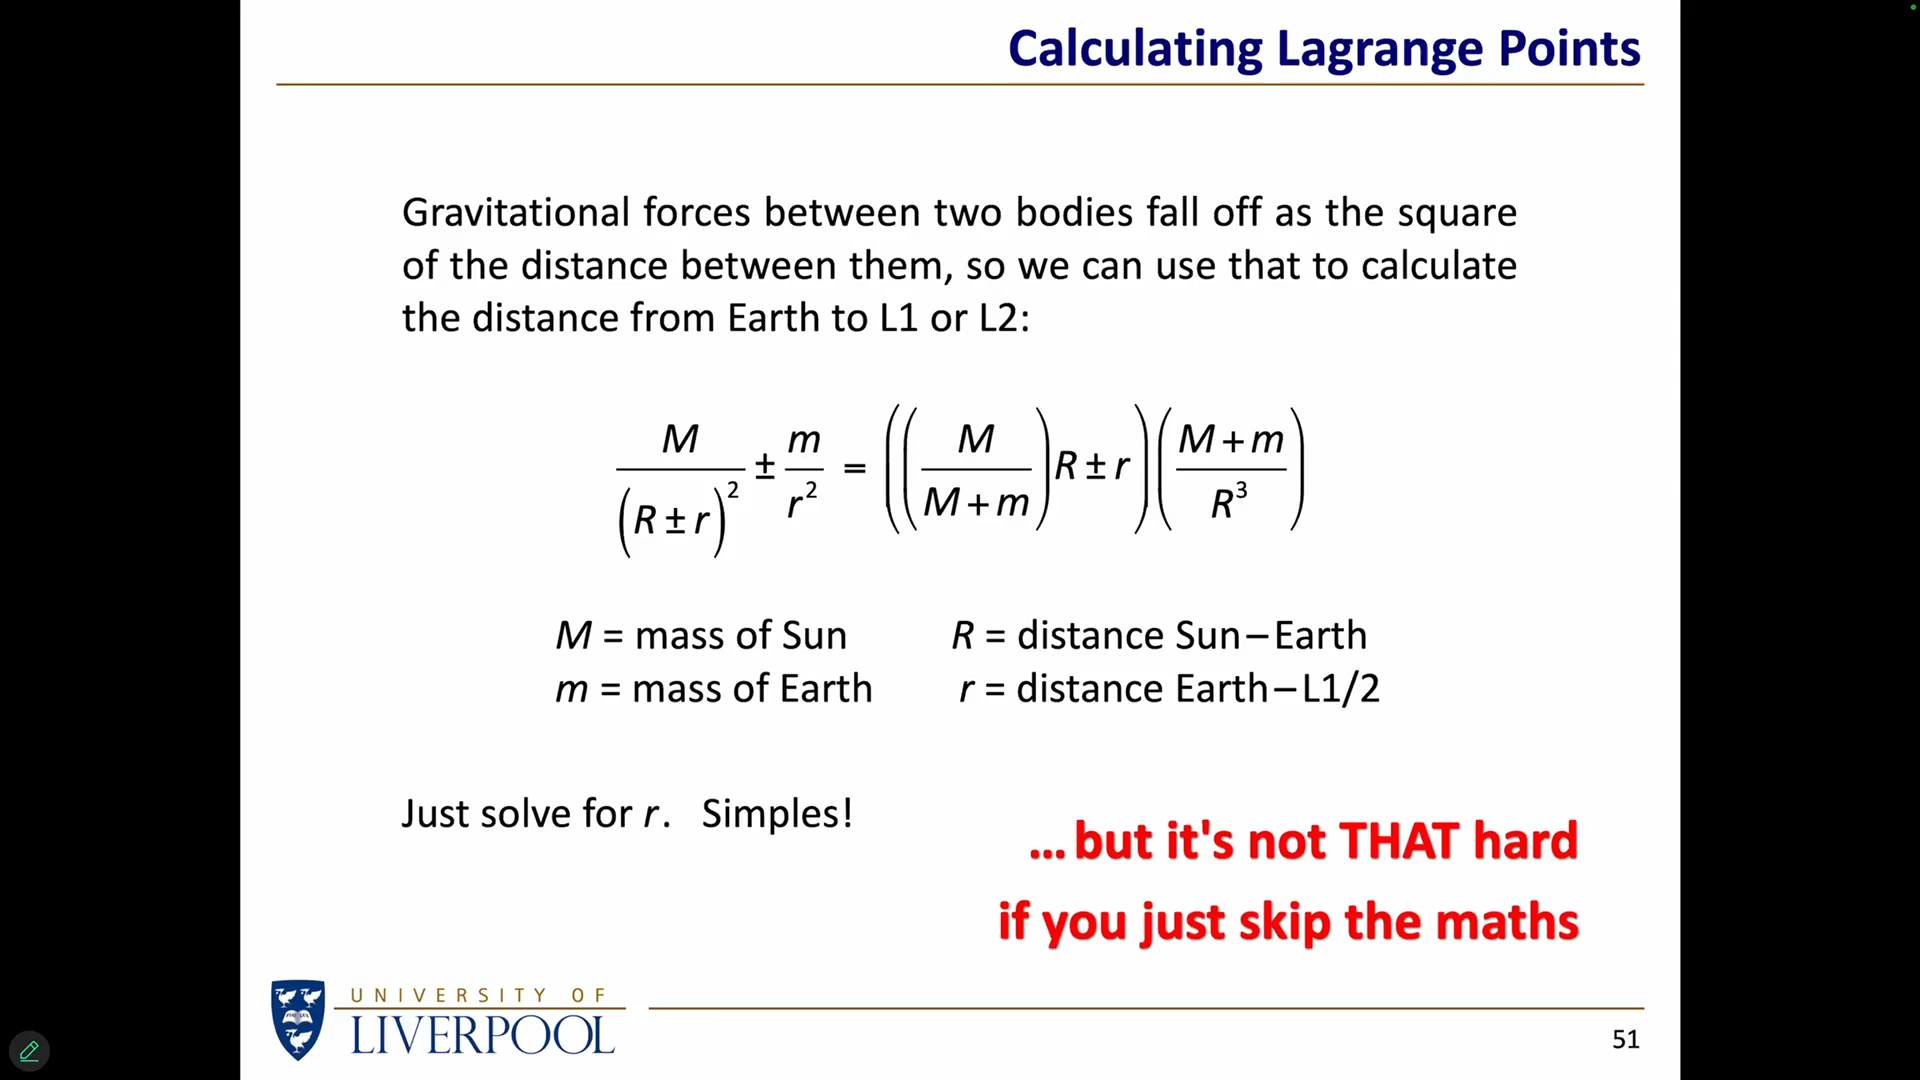 Calculating Lagrange Points
Gravitational forces between two bodies fall off as the square
of the distance between them, so we can use that to calculate
the distance from Earth to L1 or L2:
M/(R ± r)² ± m/r² = ((M/(M + m))R ± r)((M + m)/R³)
M = mass of Sun R = distance Sun–Earth
m = mass of Earth r = distance Earth–L1/2
Just solve for r. Simples!
...but it's not THAT hard
if you just skip the maths
UNIVERSITY OF
LIVERPOOL
51